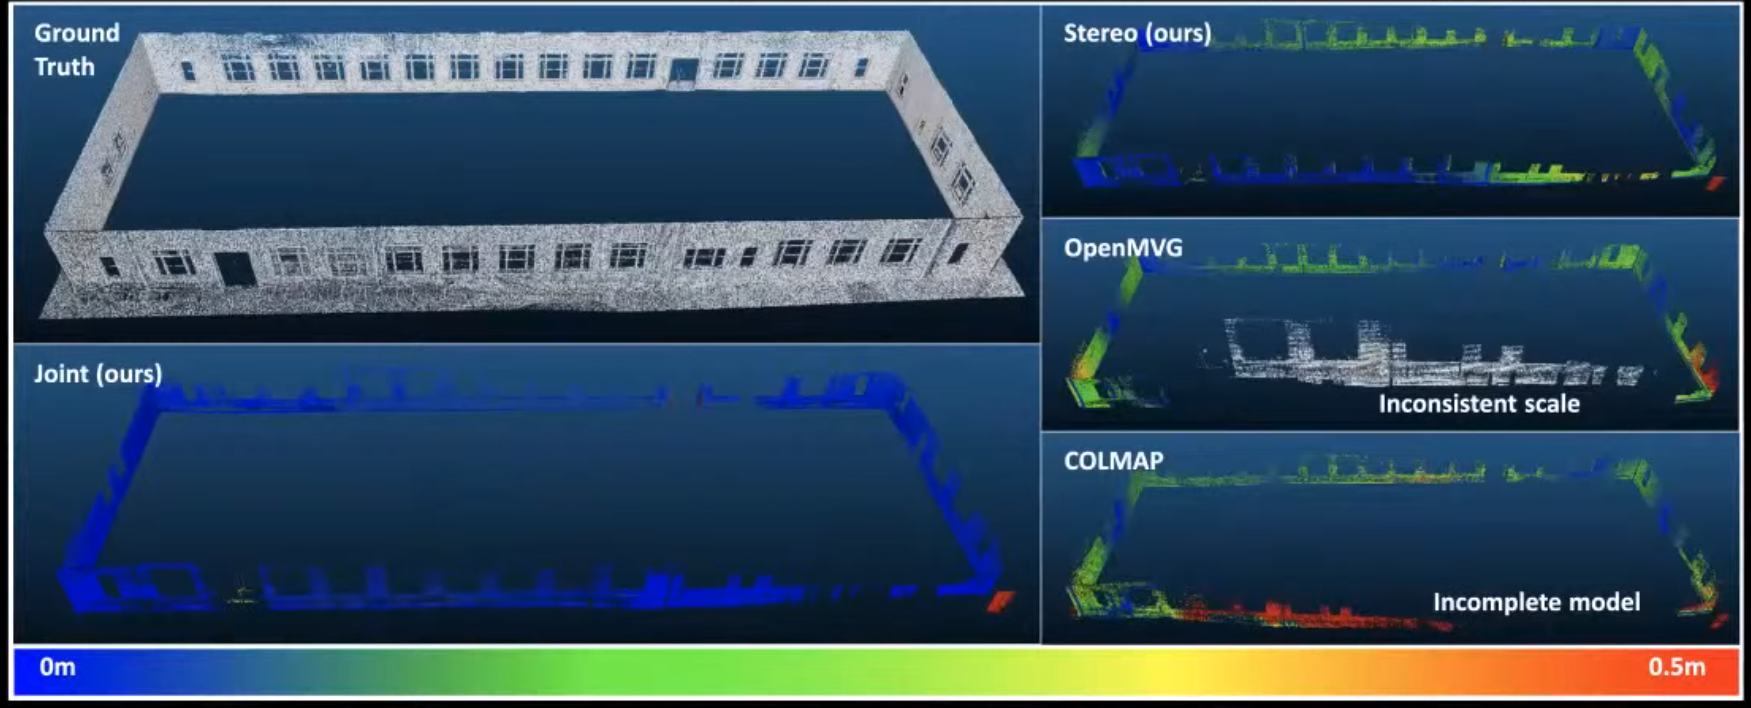 Ground
Truth
Joint (ours)
Stereo (ours)
OpenMVG
Inconsistent scale
COLMAP
Incomplete model
0m
0.5m